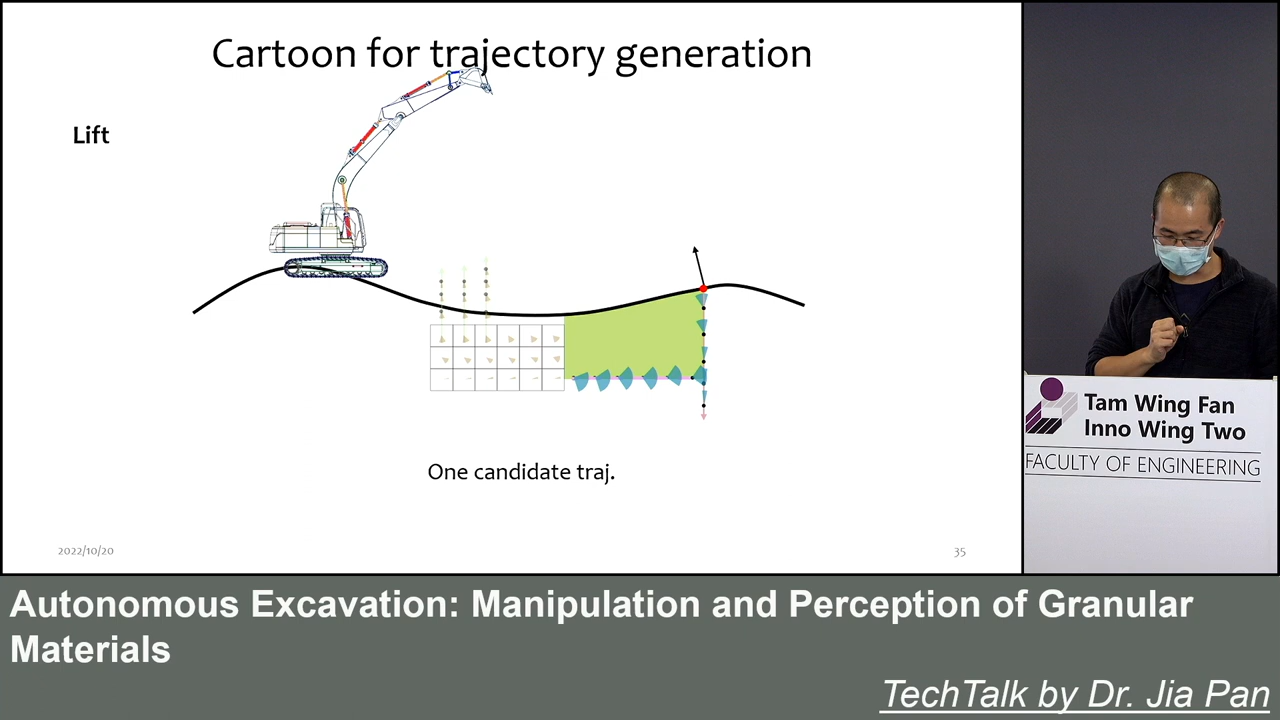 Cartoon for trajectory generation
Lift
One candidate traj.
2022/10/20
35
Tam Wing Fan
Inno Wing Two
FACULTY OF ENGINEERING
Autonomous Excavation: Manipulation and Perception of Granular
Materials
TechTalk by Dr. Jia Pan